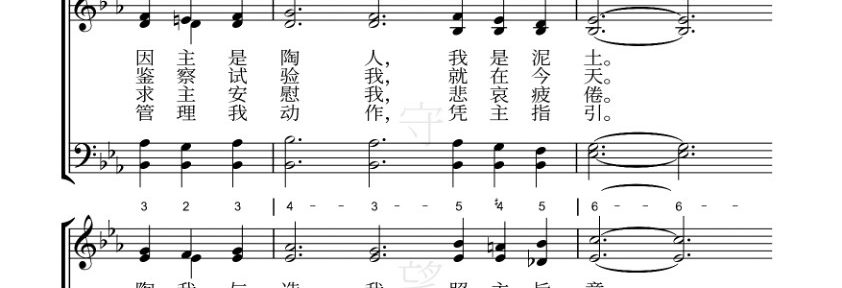 因 主 是 陶 人， 我 是 泥 土。
鉴 察 试 验 我， 就 在 今 天。
求 主 安 慰 我， 悲 哀 疲 倦。
管 理 我 动 作， 凭 主 指 引。
守
3 2 3 | 4 - - 3 - - 5 #4 5 | 6 - - 6 - -
望